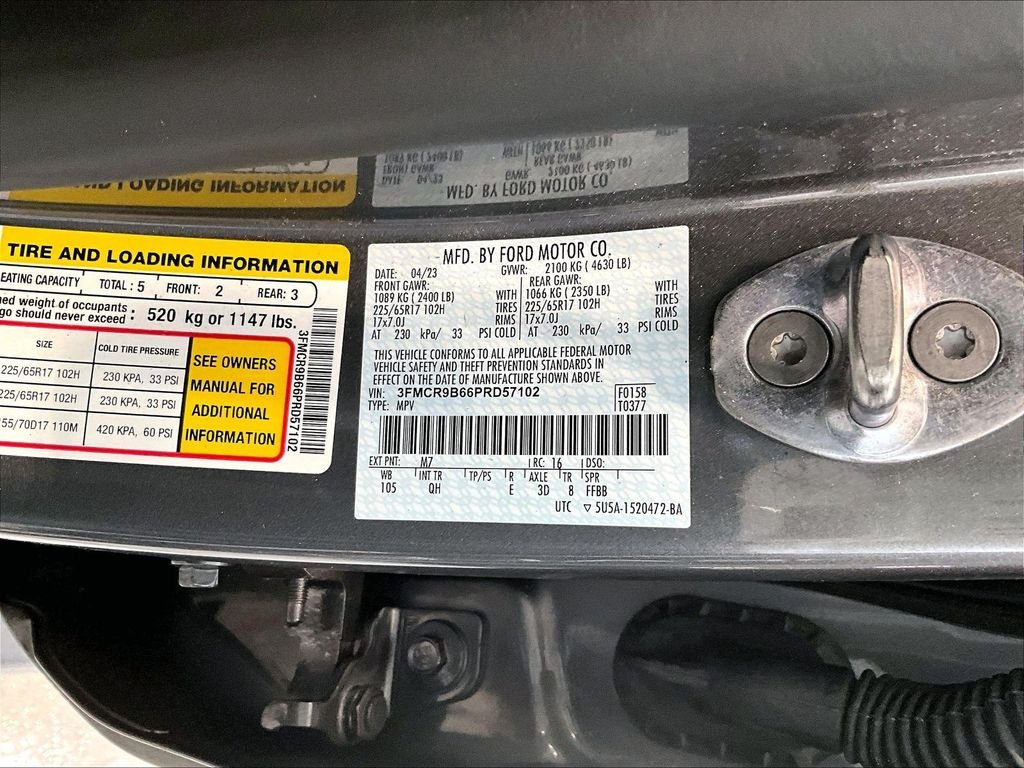 TIRE AND LOADING INFORMATION
EATING CAPACITY TOTAL : 5 FRONT: 2 REAR: 3
ned weight of occupants
go should never exceed : 520 kg or 1147 lbs.
SIZE COLD TIRE PRESSURE
225/65R17 102H 230 KPA, 33 PSI
225/65R17 102H 230 KPA, 33 PSI
155/70D17 110M 420 KPA, 60 PSI
SEE OWNERS
MANUAL FOR
ADDITIONAL
INFORMATION
3FMCR9B66PRD57102
MFD. BY FORD MOTOR CO.
DATE: 04/23 GVWR: 2100 KG ( 4630 LB)
FRONT GAWR: REAR GAWR:
1089 KG (2400 LB) WITH 1066 KG (2350 LB) WITH
225/65R17 102H TIRES 225/65R17 102H TIRES
17x7.0J RIMS 17x7.0J RIMS
AT 230 kPa/ 33 PSI COLD AT 230 kPa/ 33 PSI COLD
THIS VEHICLE CONFORMS TO ALL APPLICABLE FEDERAL MOTOR
VEHICLE SAFETY AND THEFT PREVENTION STANDARDS IN
EFFECT ON THE DATE OF MANUFACTURE SHOWN ABOVE.
VIN: 3FMCR9B66PRD57102 F0158
TYPE: MPV T0377
EXT PNT: M7 RC: 16 DSO:
WB INT TR TP/PS R AXLE TR SPR
105 QH E 3D 8 FFBB
UTC ▽ 5U5A-1520472-BA